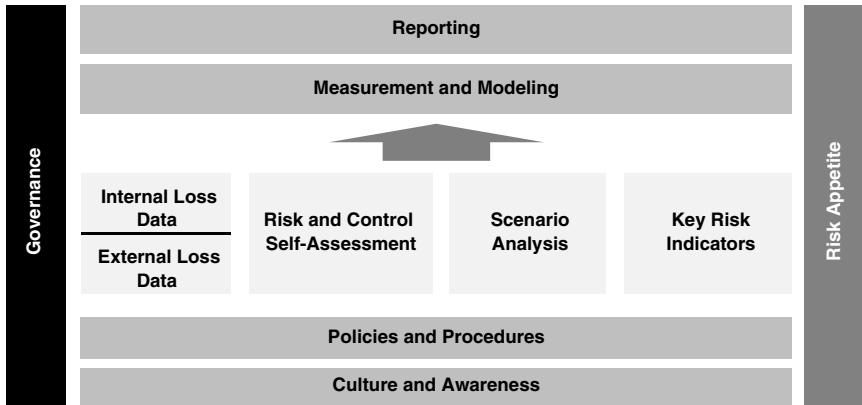 Reporting
Measurement and Modeling
Governance
Internal Loss
Data
External Loss
Data
Risk and Control
Self-Assessment
Scenario
Analysis
Key Risk
Indicators
Risk Appetite
Policies and Procedures
Culture and Awareness